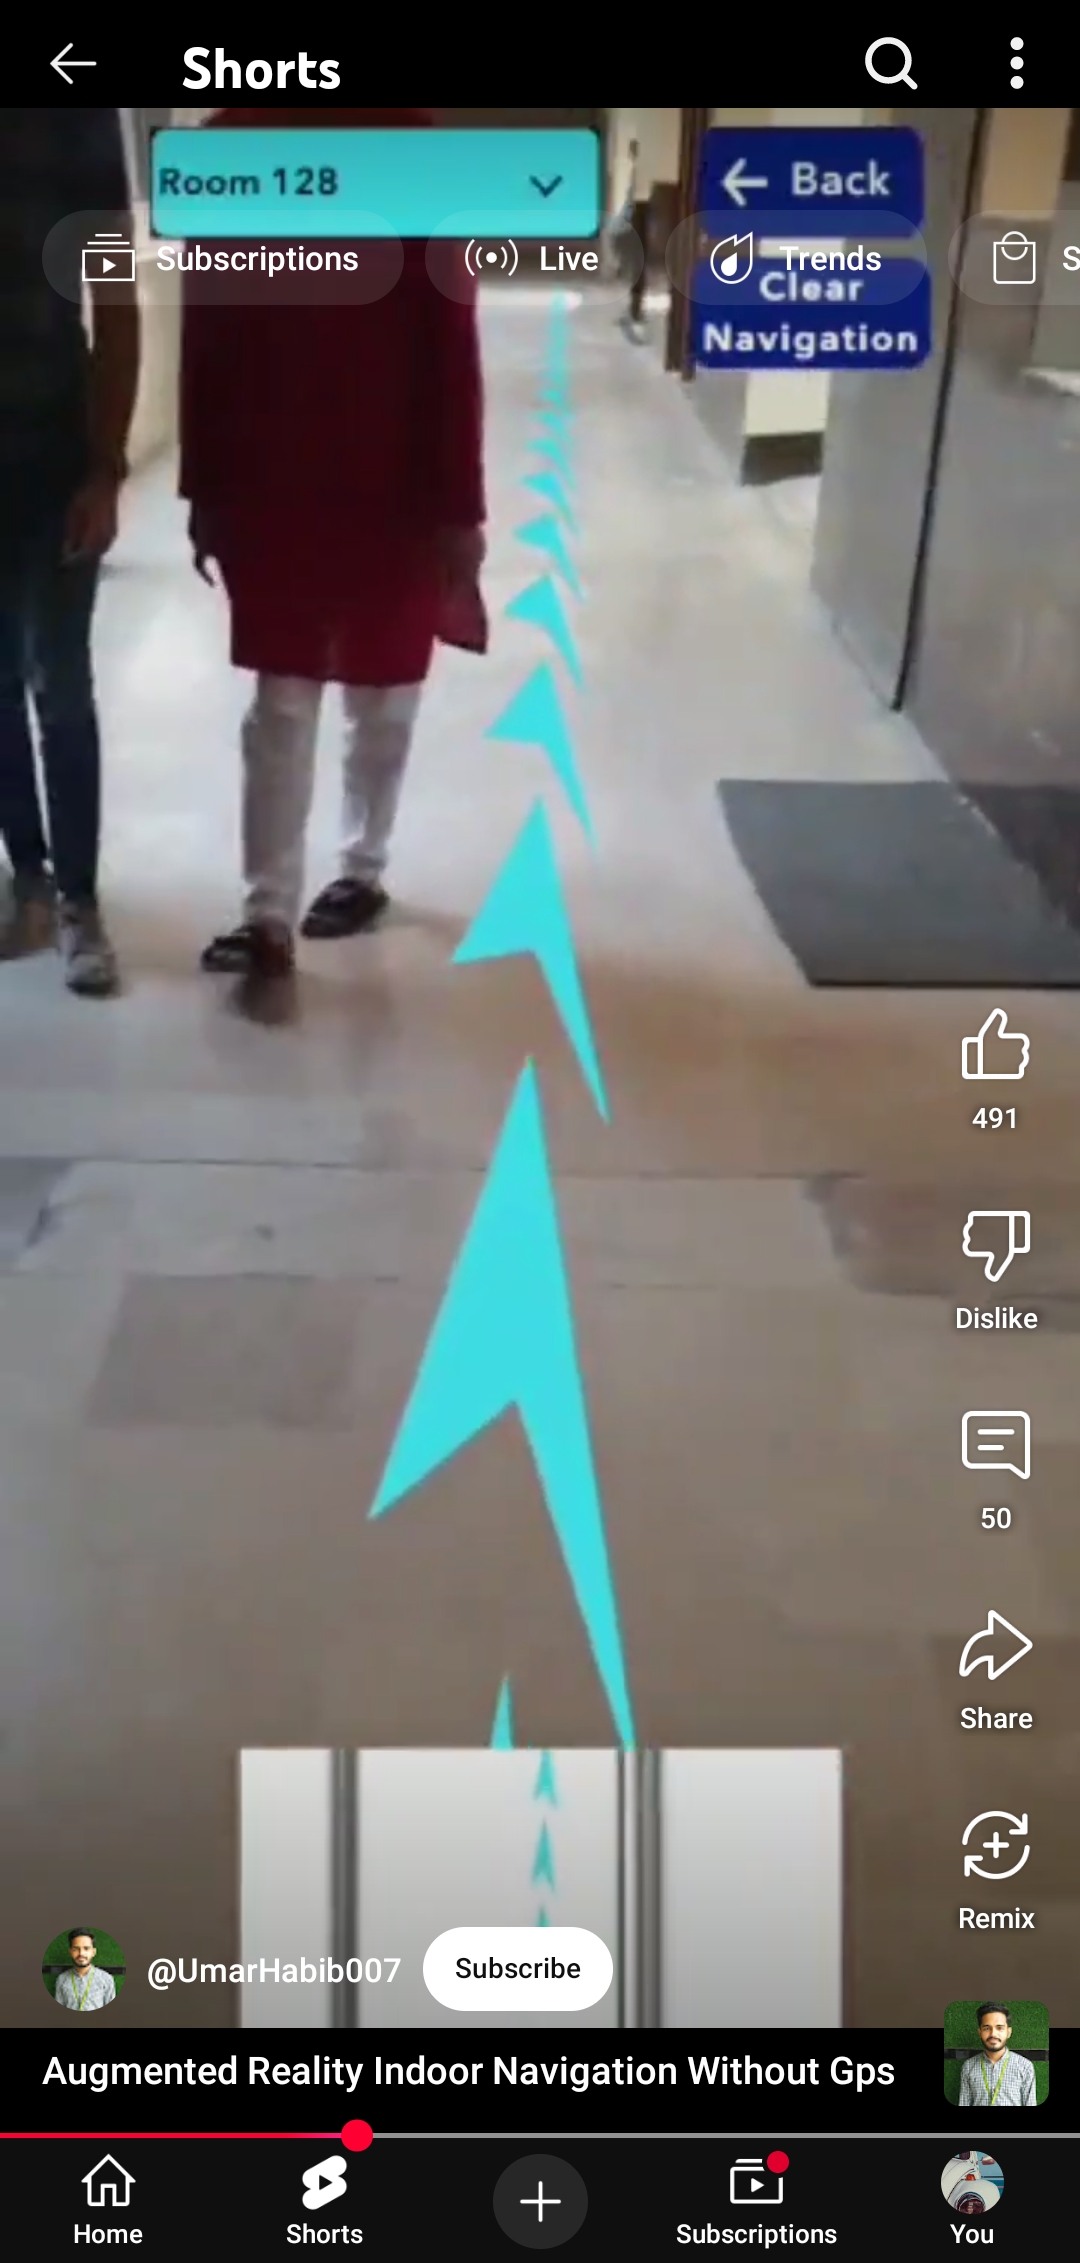 Shorts
Room 128
← Back
Subscriptions
Live
Trends
S
Clear
Navigation
491
Dislike
50
Share
Remix
@UmarHabib007
Subscribe
Augmented Reality Indoor Navigation Without Gps
Home
Shorts
Subscriptions
You